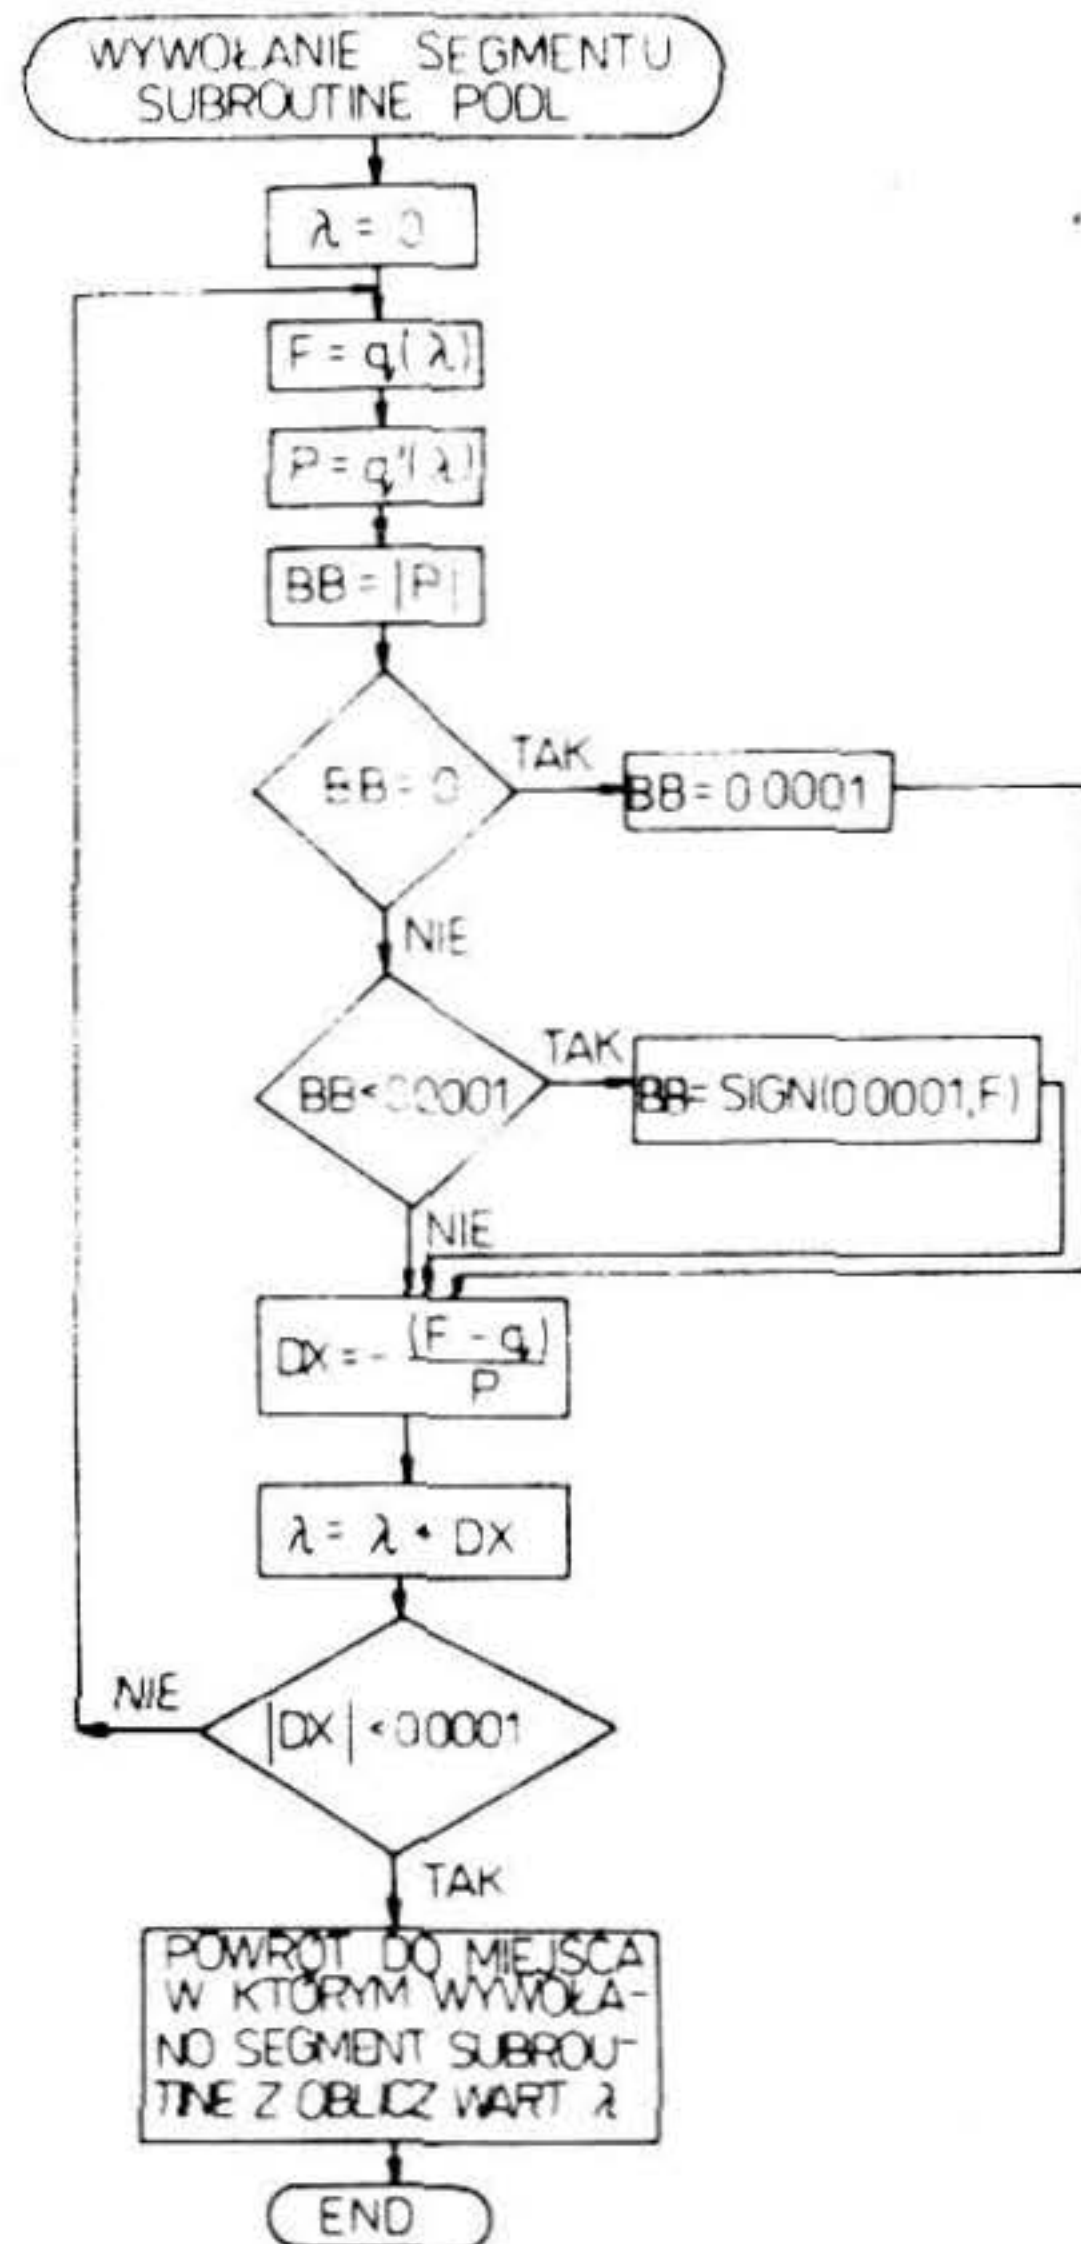 WYWOŁANIE SEGMENTU
SUBROUTINE PODL
λ = 0
F = q(λ)
P = q'(λ)
BB = |P|
BB = 0
TAK
BB = 0.0001
NIE
BB < 0.0001
TAK
BB = SIGN(0.0001, F)
NIE
DX = - (F - q) / P
λ = λ + DX
NIE
|DX| < 0.0001
TAK
POWRÓT DO MIEJSCA
W KTÓRYM WYWOŁA-
NO SEGMENT SUBROU-
TINE Z OBLICZ WART λ
END